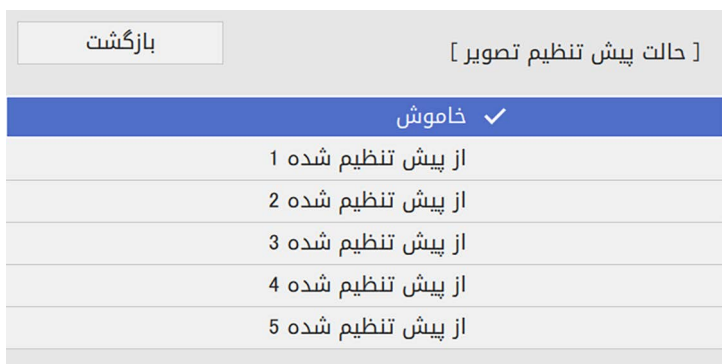 [ حالت پیش تنظیم تصویر ]
بازگشت
خاموش
از پیش تنظیم شده 1
از پیش تنظیم شده 2
از پیش تنظیم شده 3
از پیش تنظیم شده 4
از پیش تنظیم شده 5